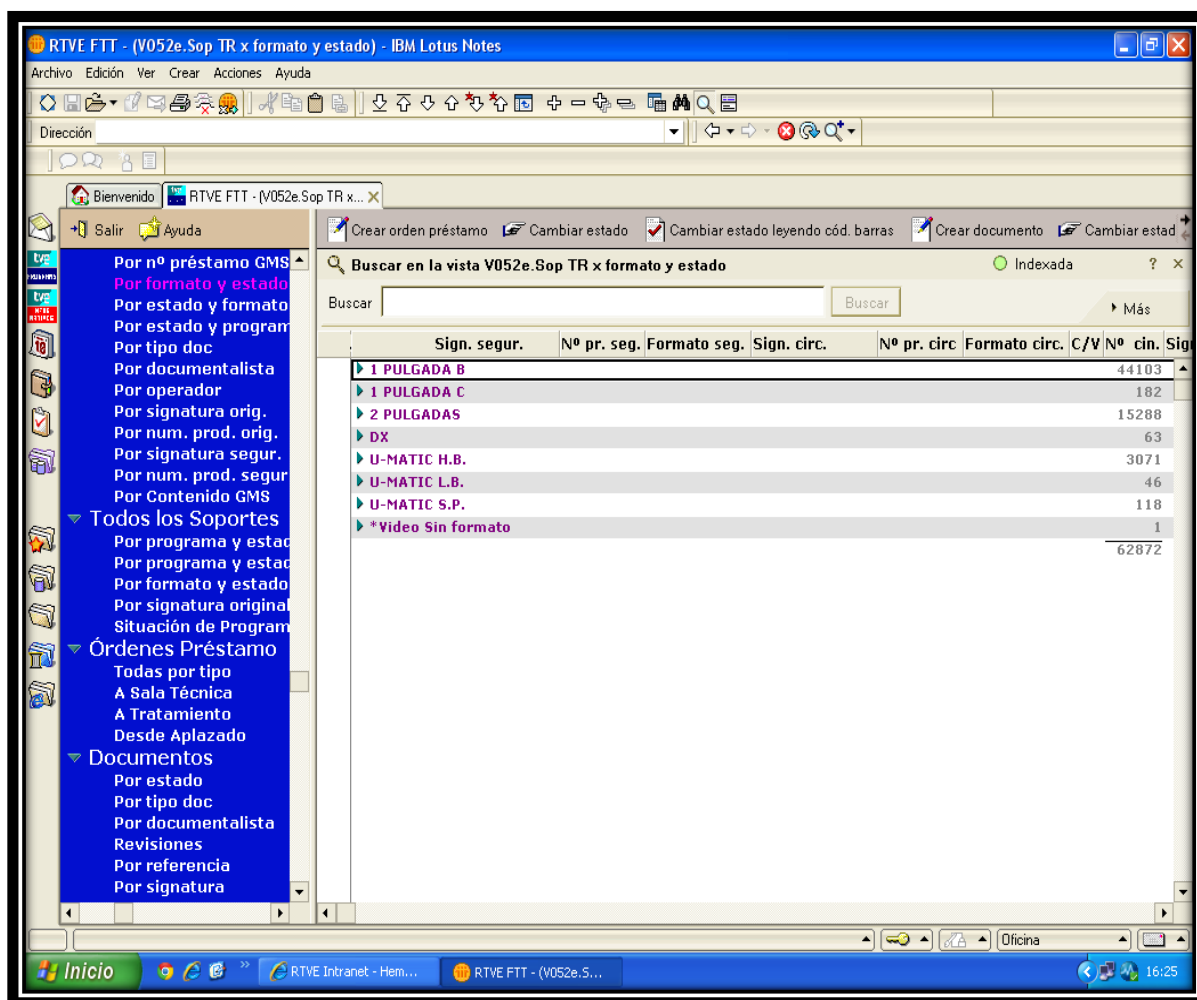 RTVE FTT - (V052e.Sop TR x formato y estado) - IBM Lotus Notes
Archivo Edición Ver Crear Acciones Ayuda
Dirección
Bienvenido RTVE FTT - (V052e.Sop TR x...
Salir Ayuda
Crear orden préstamo Cambiar estado Cambiar estado leyendo cód. barras Crear documento Cambiar estad
Por nº préstamo GMS
Por formato y estado
Por estado y formato
Por estado y program
Por tipo doc
Por documentalista
Por operador
Por signatura orig.
Por num. prod. orig.
Por signatura segur.
Por num. prod. segur
Por Contenido GMS
Todos los Soportes
Por programa y estad
Por programa y estad
Por formato y estado
Por signatura original
Situación de Program
Órdenes Préstamo
Todas por tipo
A Sala Técnica
A Tratamiento
Desde Aplazado
Documentos
Por estado
Por tipo doc
Por documentalista
Revisiones
Por referencia
Por signatura
Buscar en la vista V052e.Sop TR x formato y estado Indexada ? ×
Buscar Buscar Más
. Sign. segur. Nº pr. seg. Formato seg. Sign. circ. Nº pr. circ Formato circ. C/V Nº cin. Sig
1 PULGADA B 44103
1 PULGADA C 182
2 PULGADAS 15288
DX 63
U-MATIC H.B. 3071
U-MATIC L.B. 46
U-MATIC S.P. 118
*Video Sin formato 1
62872
Oficina
Inicio RTVE Intranet - Hem... RTVE FTT - (V052e.S... 16:25